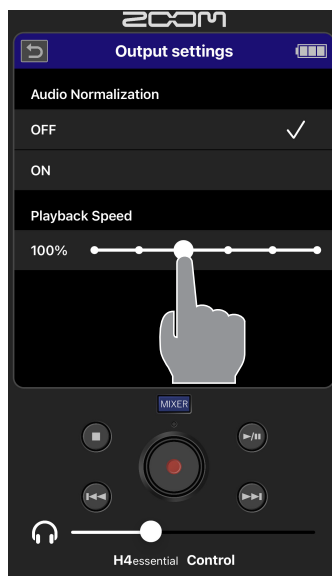 ZOOM
Output settings
Audio Normalization
OFF
ON
Playback Speed
100%
MIXER
H4essential Control